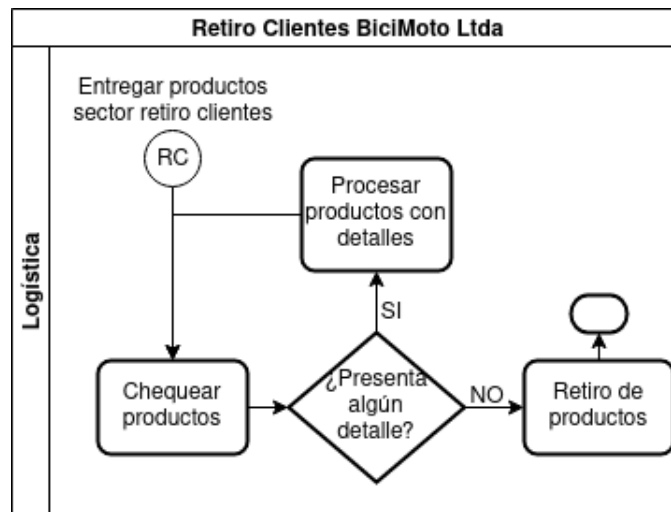 Retiro Clientes BiciMoto Ltda
Logística
Entregar productos
sector retiro clientes
RC
Procesar
productos con
detalles
SI
Chequear
productos
¿Presenta
algún
detalle?
NO
Retiro de
productos